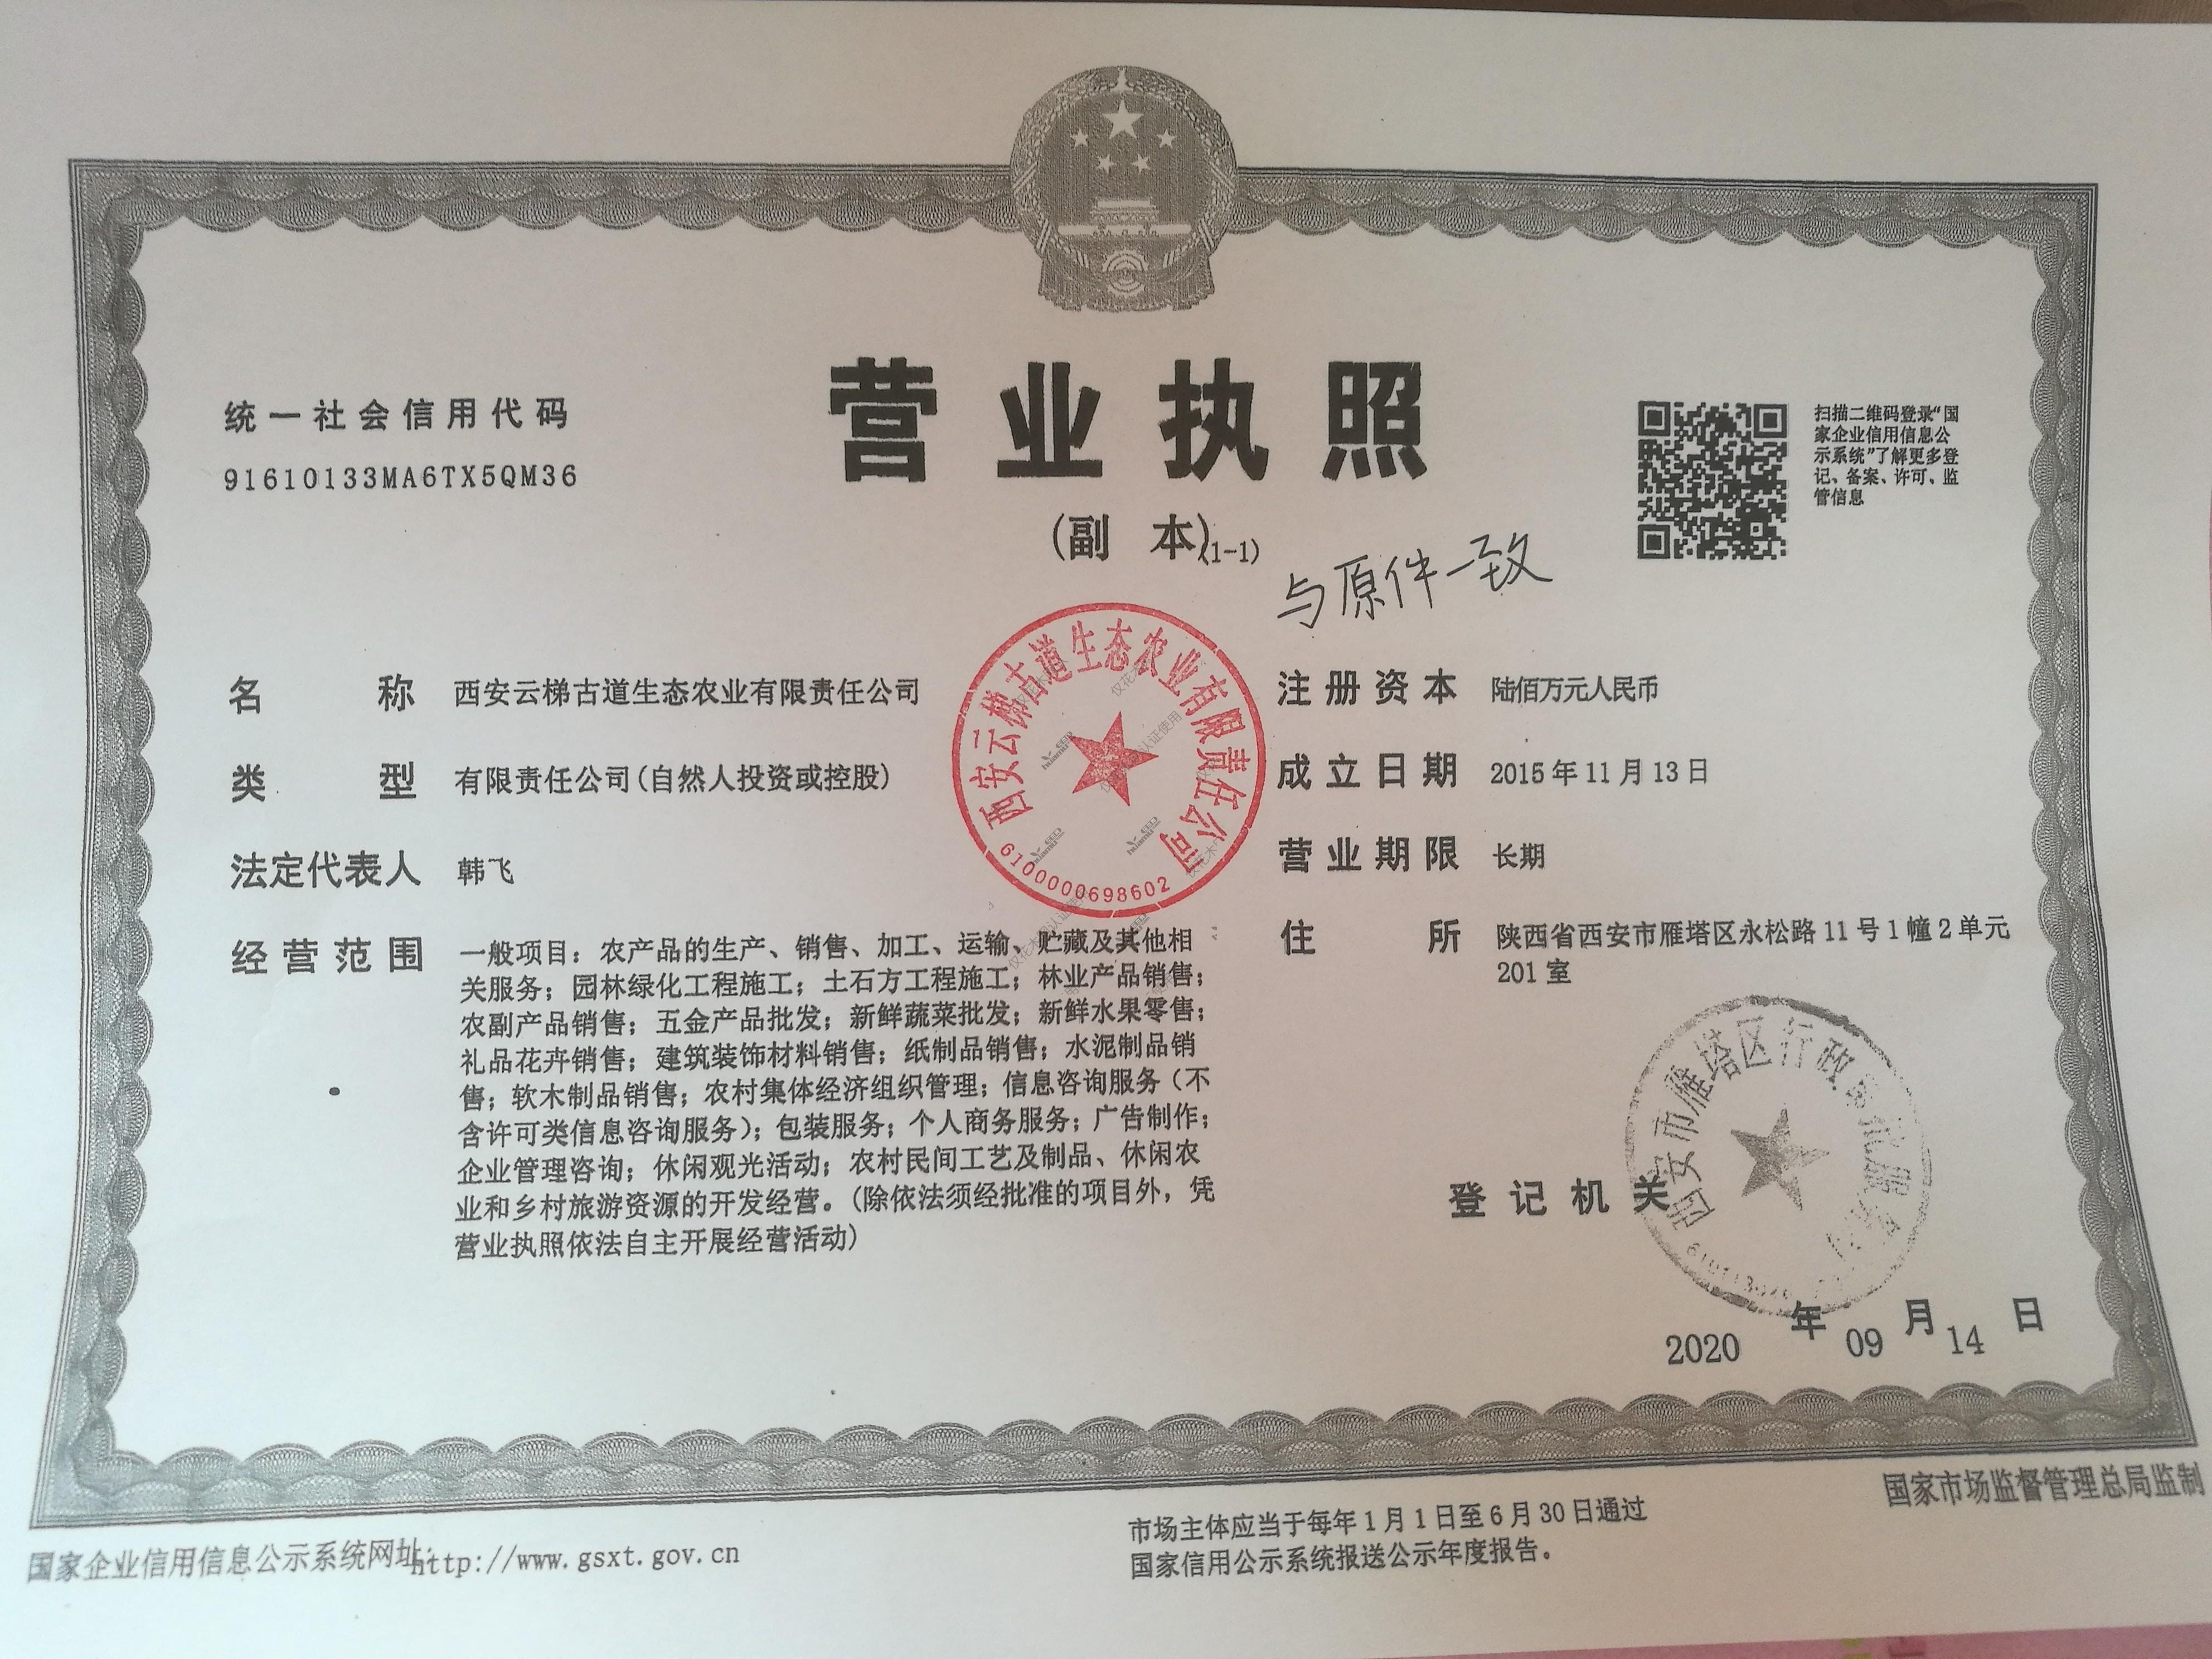 统一社会信用代码
91610133MA6TX5QM36
营业执照
(副 本)(1-1)
扫描二维码登录“国
家企业信用信息公
示系统”了解更多登
记、备案、许可、监
管信息
与原件一致
名 称 西安云梯古道生态农业有限责任公司
类 型 有限责任公司(自然人投资或控股)
法定代表人 韩飞
经营范围 一般项目：农产品的生产、销售、加工、运输、贮藏及其他相
关服务；园林绿化工程施工；土石方工程施工；林业产品销售；
农副产品销售；五金产品批发；新鲜蔬菜批发；新鲜水果零售；
礼品花卉销售；建筑装饰材料销售；纸制品销售；水泥制品销
售；软木制品销售；农村集体经济组织管理；信息咨询服务（不
含许可类信息咨询服务）；包装服务；个人商务服务；广告制作；
企业管理咨询；休闲观光活动；农村民间工艺及制品、休闲农
业和乡村旅游资源的开发经营。(除依法须经批准的项目外，凭
营业执照依法自主开展经营活动)
西安云梯古道生态农业有限责任公司
6100000698602
注册资本 陆佰万元人民币
成立日期 2015年11月13日
营业期限 长期
住 所 陕西省西安市雁塔区永松路11号1幢2单元
201室
登记机关
西安市雁塔区行政
2020 年 09 月 14 日
国家企业信用信息公示系统网址:http://www.gsxt.gov.cn
市场主体应当于每年1月1日至6月30日通过
国家信用公示系统报送公示年度报告。
国家市场监督管理总局监制